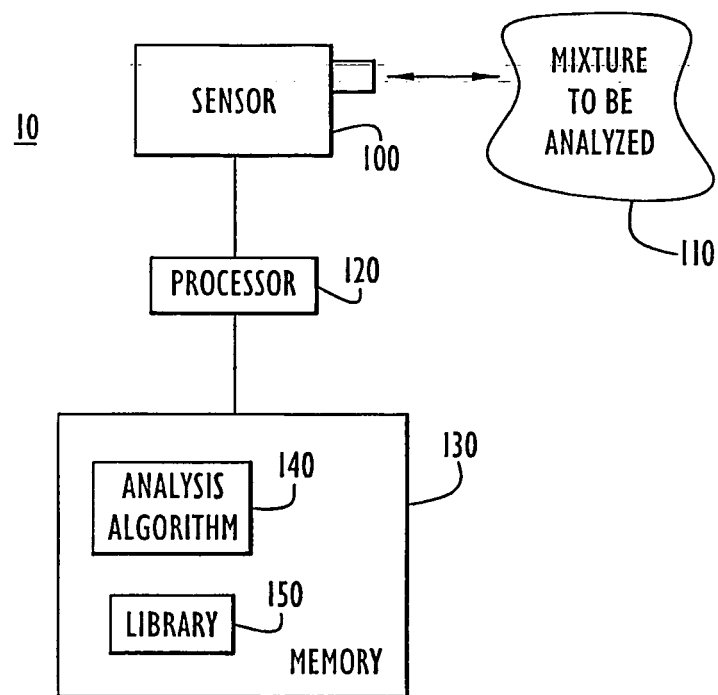 10
SENSOR
100
MIXTURE
TO BE
ANALYZED
110
PROCESSOR
120
130
ANALYSIS
ALGORITHM
140
LIBRARY
150
MEMORY